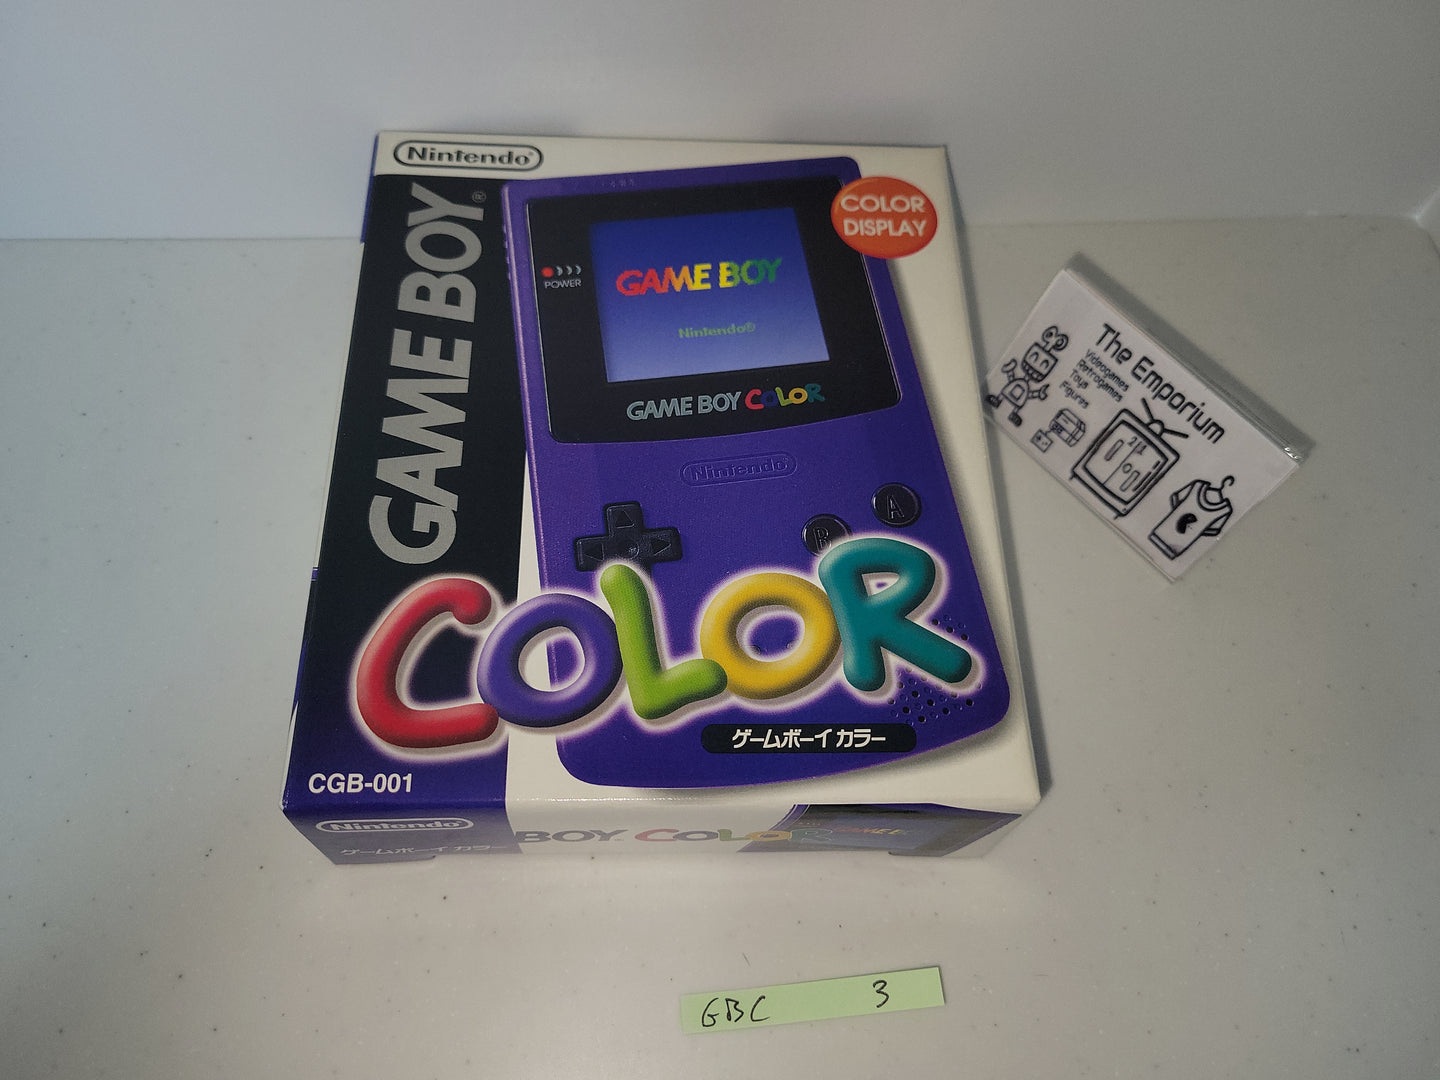 Nintendo®
GAME BOY®
COLOR
DISPLAY
POWER
GAME BOY
Nintendo®
GAME BOY COLOR
Nintendo
A
B
COLOR
ゲームボーイ カラー
CGB-001
Nintendo
ゲームボーイ カラー
BOY COLOR
The Emporium
Videogames
Retrogames
Toys
Figures
GBC 3